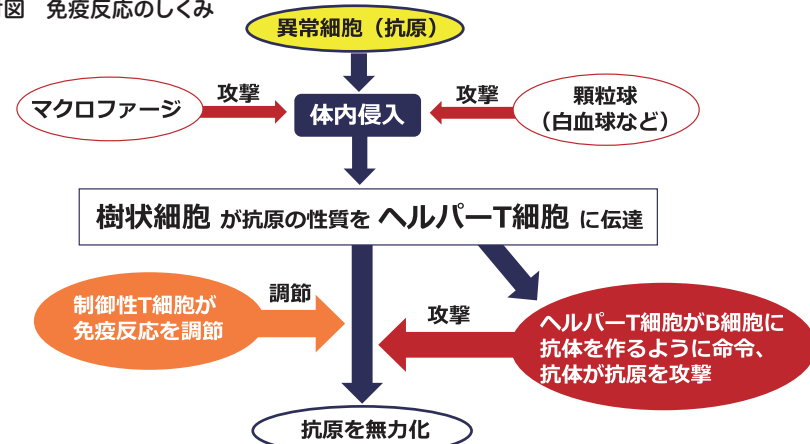 図 免疫反応のしくみ
異常細胞（抗原）
マクロファージ
攻撃
体内侵入
攻撃
顆粒球
（白血球など）
樹状細胞 が抗原の性質を ヘルパーT細胞 に伝達
制御性T細胞が
免疫反応を調節
調節
攻撃
ヘルパーT細胞がB細胞に
抗体を作るように命令、
抗体が抗原を攻撃
抗原を無力化